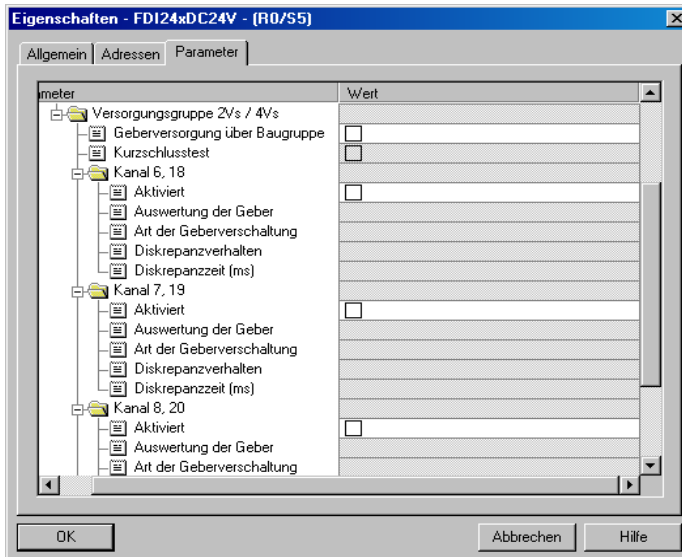 Eigenschaften - FDI24xDC24V - (R0/S5)
Allgemein Adressen Parameter
ameter Wert
Versorgungsgruppe 2Vs / 4Vs
Geberversorgung über Baugruppe
Kurzschlusstest
Kanal 6, 18
Aktiviert
Auswertung der Geber
Art der Geberverschaltung
Diskrepanzverhalten
Diskrepanzzeit (ms)
Kanal 7, 19
Aktiviert
Auswertung der Geber
Art der Geberverschaltung
Diskrepanzverhalten
Diskrepanzzeit (ms)
Kanal 8, 20
Aktiviert
Auswertung der Geber
Art der Geberverschaltung
OK Abbrechen Hilfe